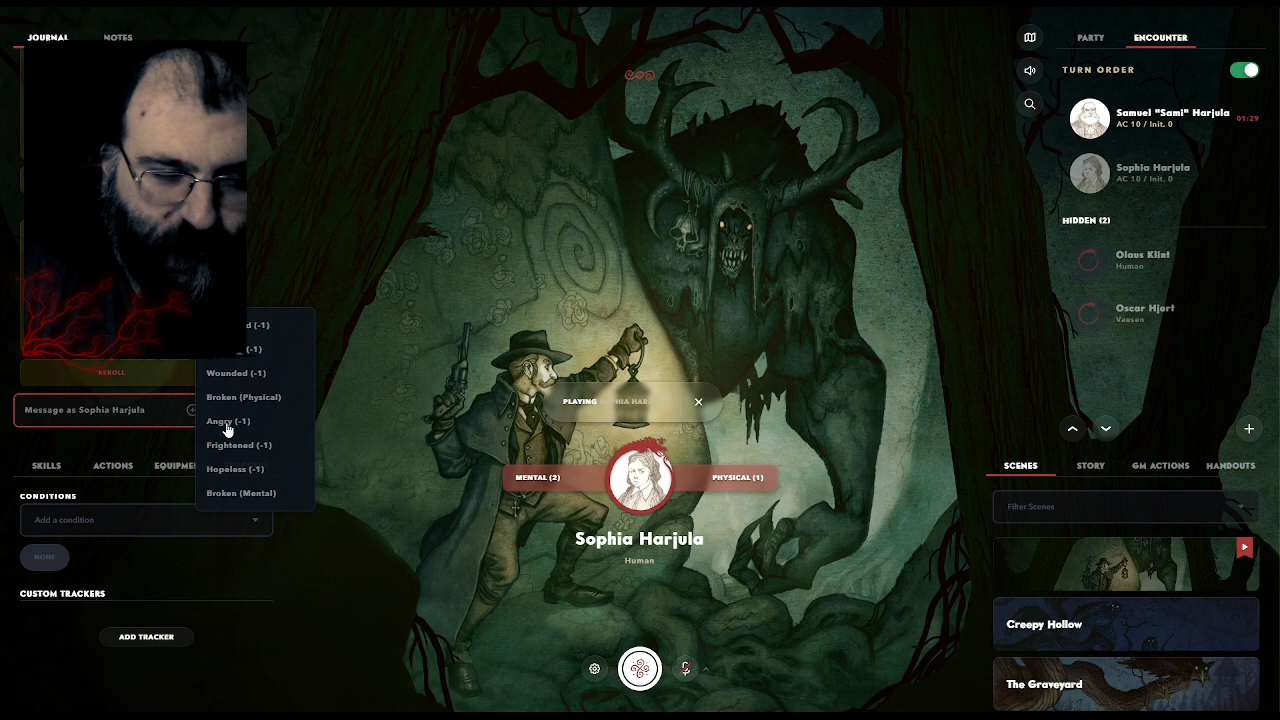 JOURNAL
NOTES
REROLL
Message as Sophia Harjula
SKILLS
ACTIONS
CONDITIONS
Add a condition
NONE
CUSTOM TRACKERS
ADD TRACKER
(-1)
(-1)
Wounded (-1)
Broken (Physical)
Angry (-1)
Frightened (-1)
Hopeless (-1)
Broken (Mental)
PLAYING
MENTAL (2)
PHYSICAL (1)
Sophia Harjula
Human
PARTY
ENCOUNTER
TURN ORDER
Samuel "Sami" Harjula
AC 10 / Init. 0
01:29
Sophia Harjula
AC 10 / Init. 0
HIDDEN (2)
Olaus Klint
Human
Oscar Hjort
Vaesen
SCENES
STORY
GM ACTIONS
HANDOUTS
Filter Scenes
Creepy Hollow
The Graveyard